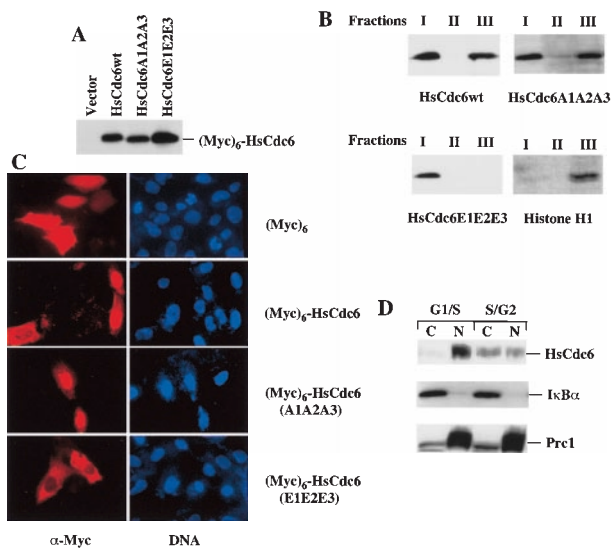 A
Vector
HsCdc6wt
HsCdc6A1A2A3
HsCdc6E1E2E3
(Myc)6-HsCdc6
B
Fractions I II III I II III
HsCdc6wt HsCdc6A1A2A3
Fractions I II III I II III
HsCdc6E1E2E3 Histone H1
C
(Myc)6
(Myc)6-HsCdc6
(Myc)6-HsCdc6
(A1A2A3)
(Myc)6-HsCdc6
(E1E2E3)
α-Myc DNA
D
G1/S S/G2
C N C N
HsCdc6
IκBα
Prc1